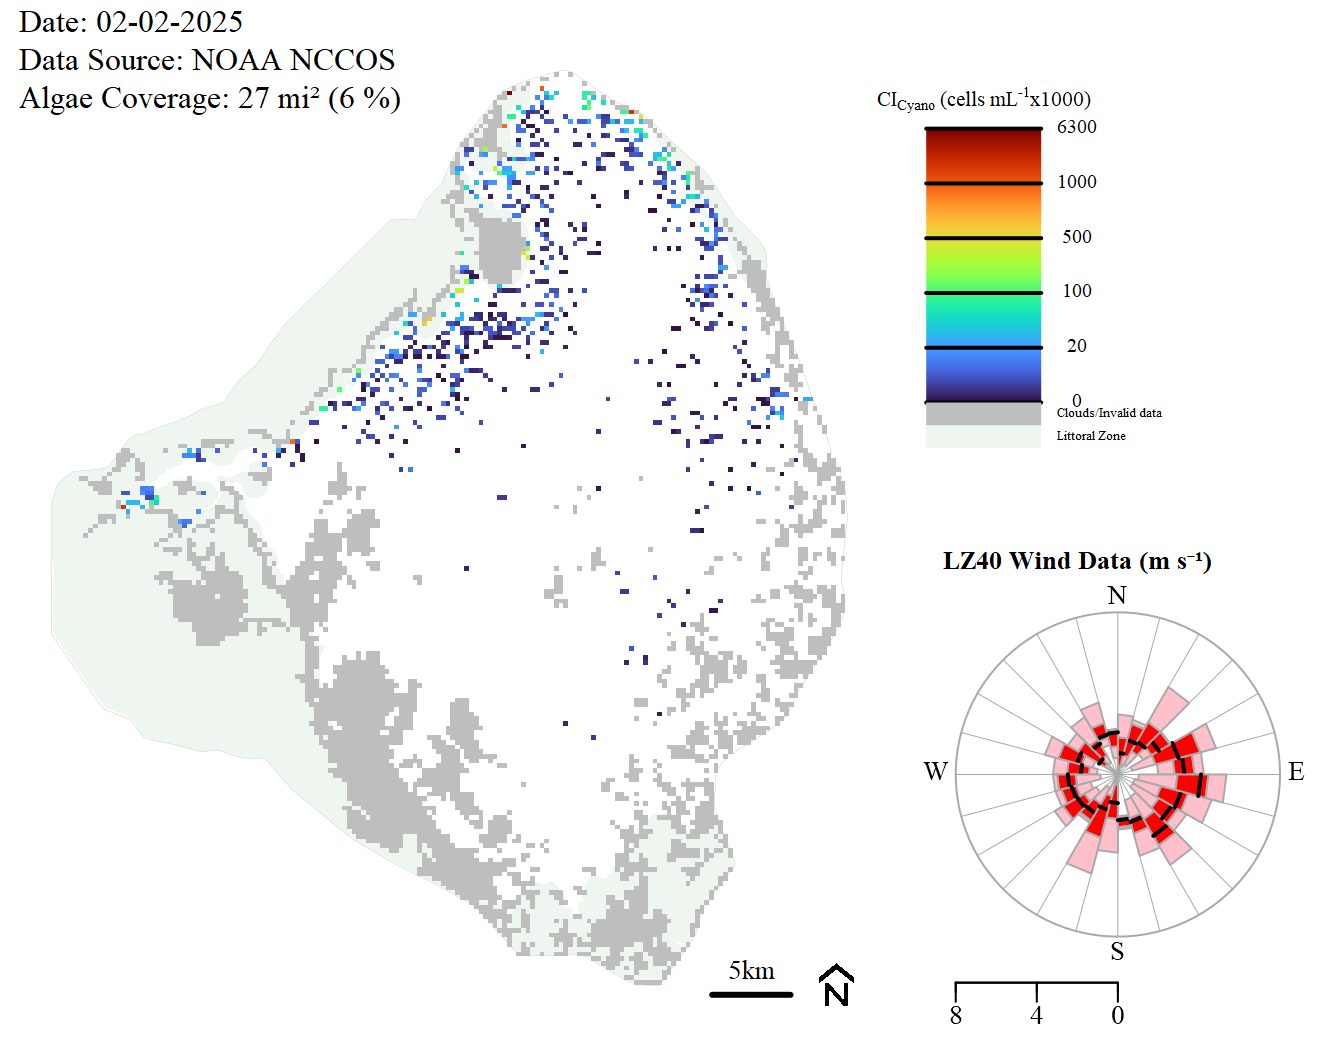 Date: 02-02-2025
Data Source: NOAA NCCOS
Algae Coverage: 27 mi² (6 %)
CICyano (cells mL⁻¹x1000)
6300
1000
500
100
20
0
Clouds/Invalid data
Littoral Zone
LZ40 Wind Data (m s⁻¹)
N
W
E
S
5km
N
8 4 0